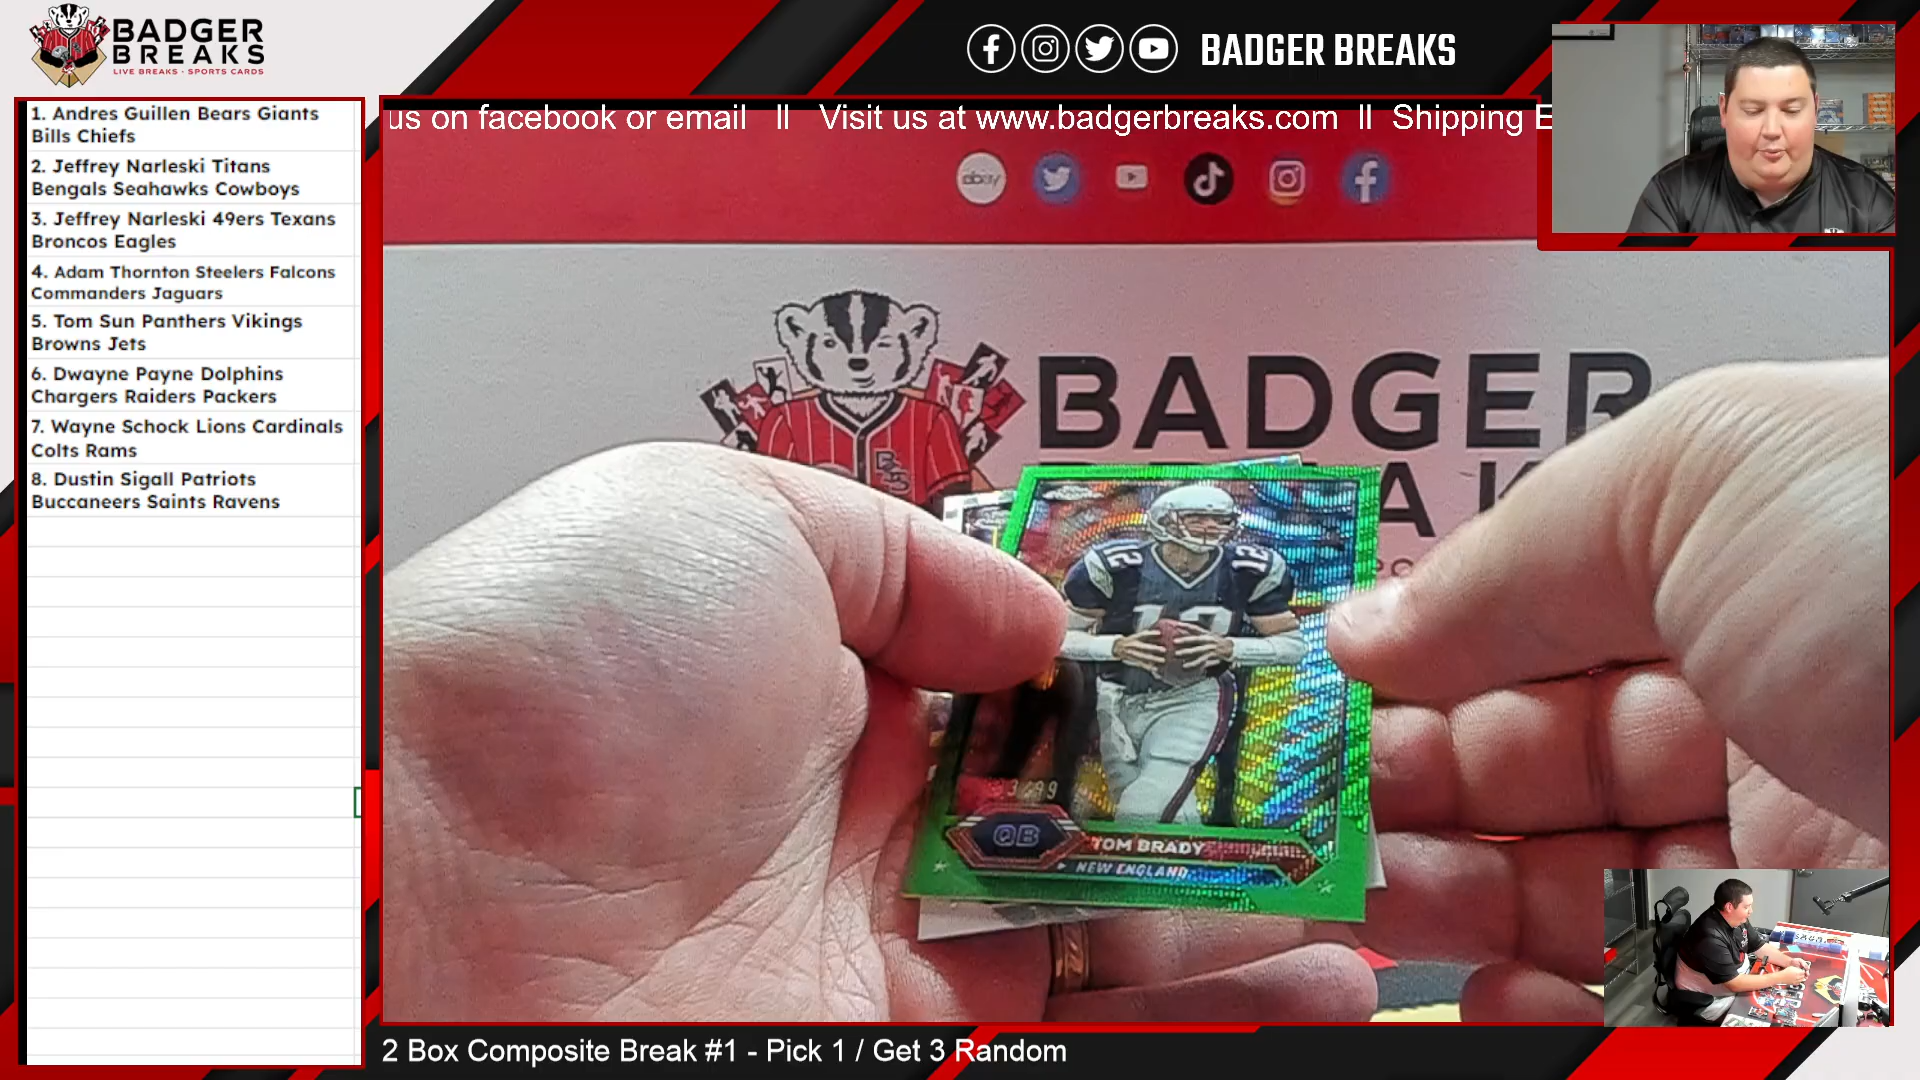 BADGER
BREAKS
LIVE BREAKS - SPORTS CARDS
BADGER BREAKS
us on facebook or email ll Visit us at www.badgerbreaks.com ll Shipping
1. Andres Guillen Bears Giants
Bills Chiefs
2. Jeffrey Narleski Titans
Bengals Seahawks Cowboys
3. Jeffrey Narleski 49ers Texans
Broncos Eagles
4. Adam Thornton Steelers Falcons
Commanders Jaguars
5. Tom Sun Panthers Vikings
Browns Jets
6. Dwayne Payne Dolphins
Chargers Raiders Packers
7. Wayne Schock Lions Cardinals
Colts Rams
8. Dustin Sigall Patriots
Buccaneers Saints Ravens
ebay
BADGER
12 12
12
QB
TOM BRADY
NEW ENGLAND
2 Box Composite Break #1 - Pick 1 / Get 3 Random